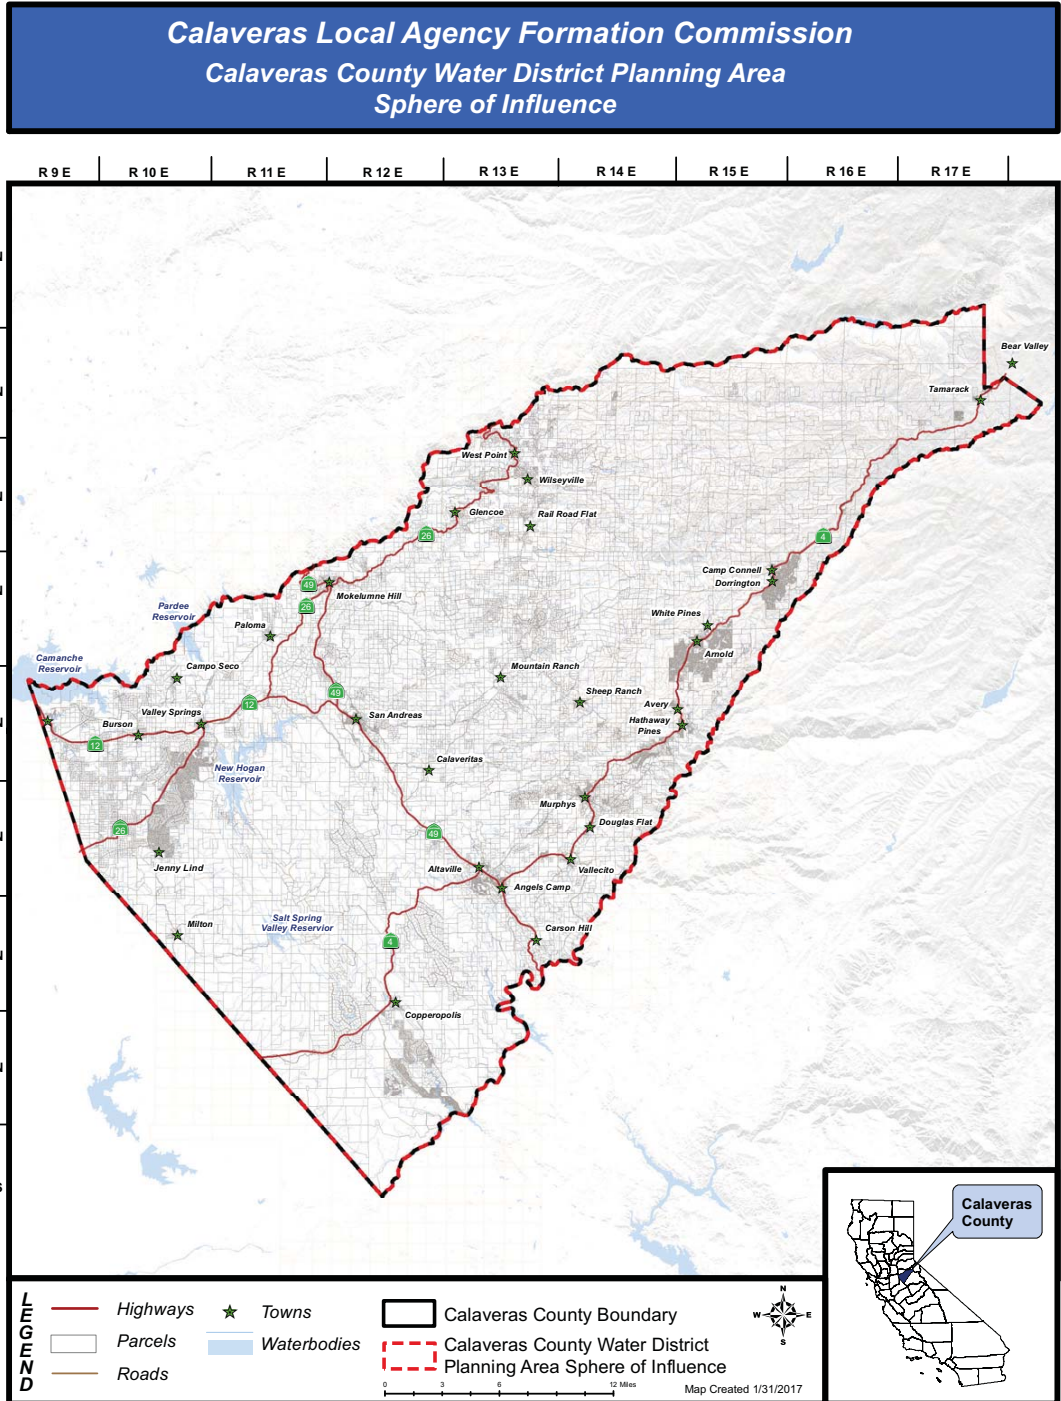 Calaveras Local Agency Formation Commission
Calaveras County Water District Planning Area
Sphere of Influence
R 9 E
R 10 E
R 11 E
R 12 E
R 13 E
R 14 E
R 15 E
R 16 E
R 17 E
Bear Valley
Tamarack
West Point
Wilseyville
Glencoe
Rail Road Flat
26
4
Camp Connell
Dorrington
49
Mokelumne Hill
26
Pardee
Reservoir
Paloma
White Pines
Arnold
Camanche
Reservoir
Campo Seco
Mountain Ranch
Sheep Ranch
49
12
Avery
Valley Springs
San Andreas
Burson
Hathaway
Pines
12
New Hogan
Reservoir
Calaveritas
Murphys
Douglas Flat
26
49
Jenny Lind
Altaville
Vallecito
Angels Camp
Milton
Salt Spring
Valley Reservior
Carson Hill
4
Copperopolis
Calaveras
County
LEGEND
Highways
Parcels
Roads
Towns
Waterbodies
Calaveras County Boundary
Calaveras County Water District
Planning Area Sphere of Influence
0 3 6 12 Miles
N
W E
S
Map Created 1/31/2017